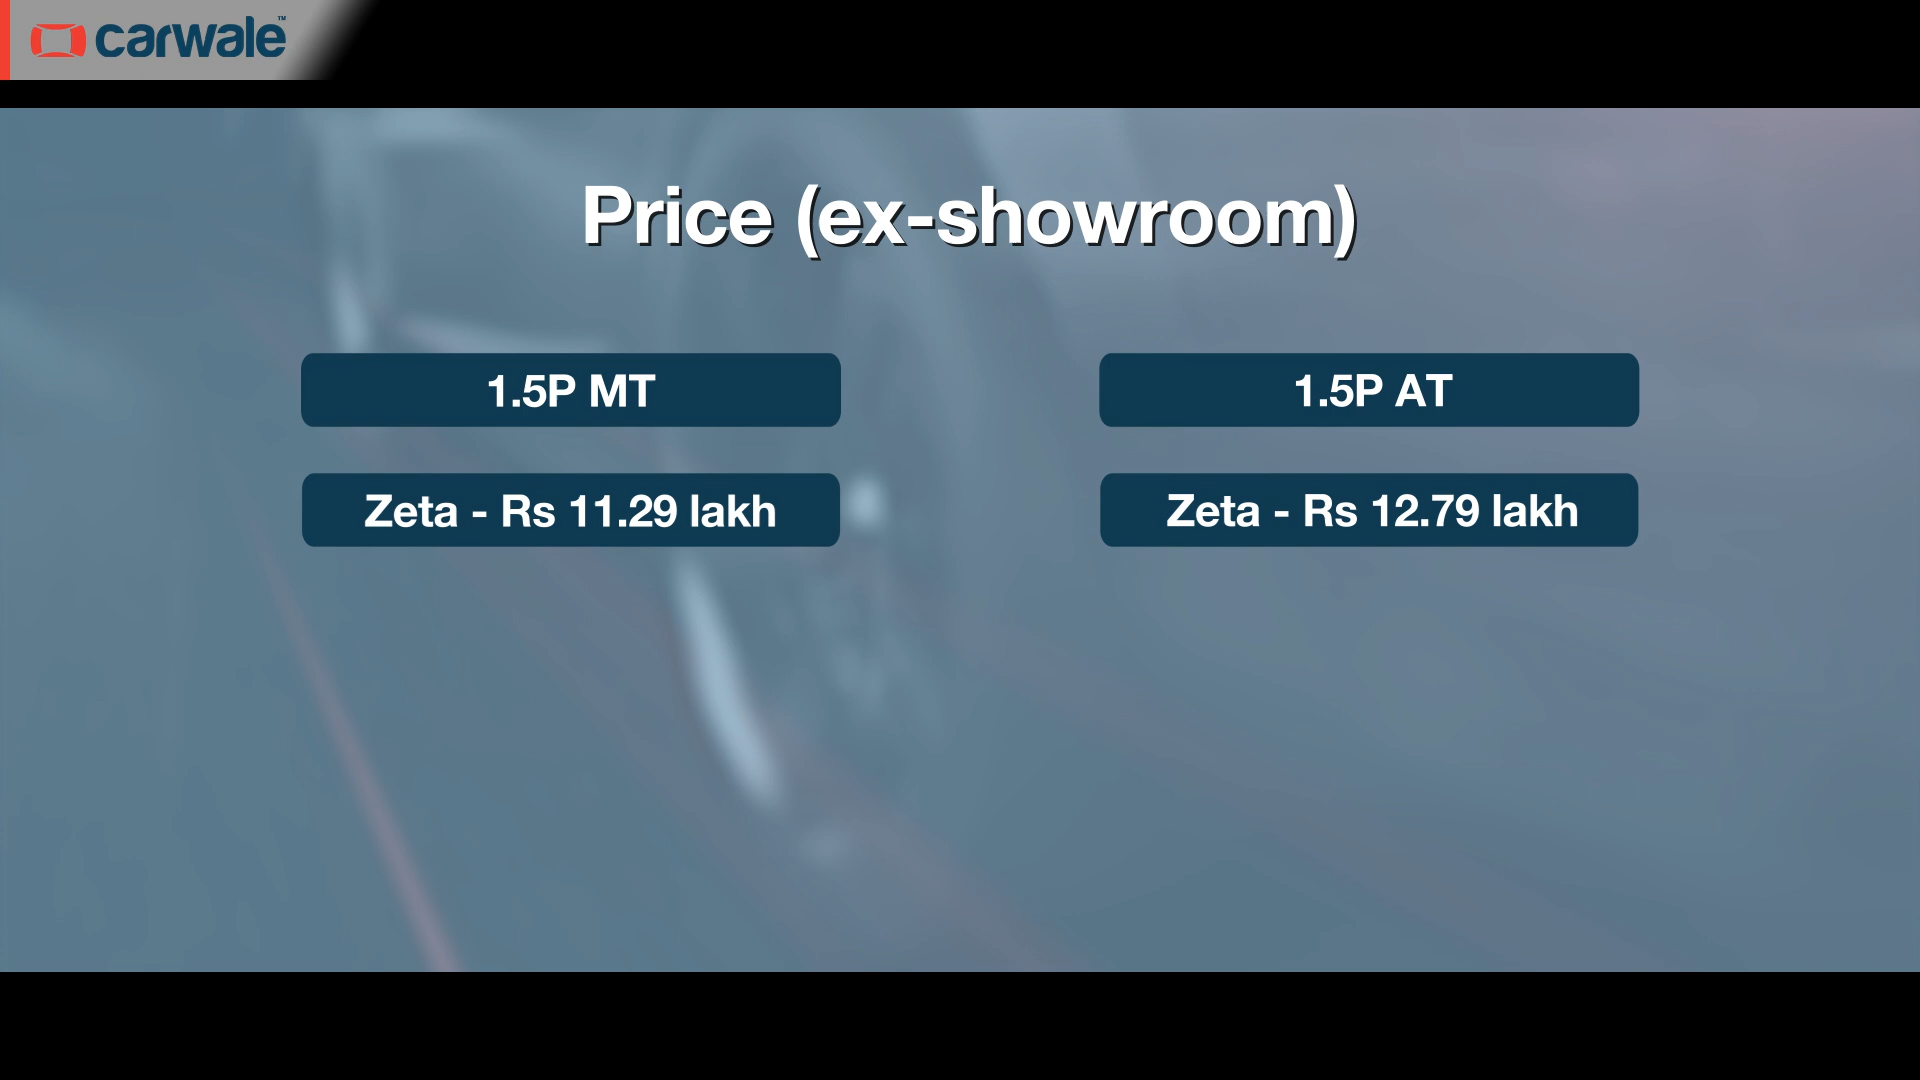 carwale™
Price (ex-showroom)
1.5P MT
1.5P AT
Zeta - Rs 11.29 lakh
Zeta - Rs 12.79 lakh